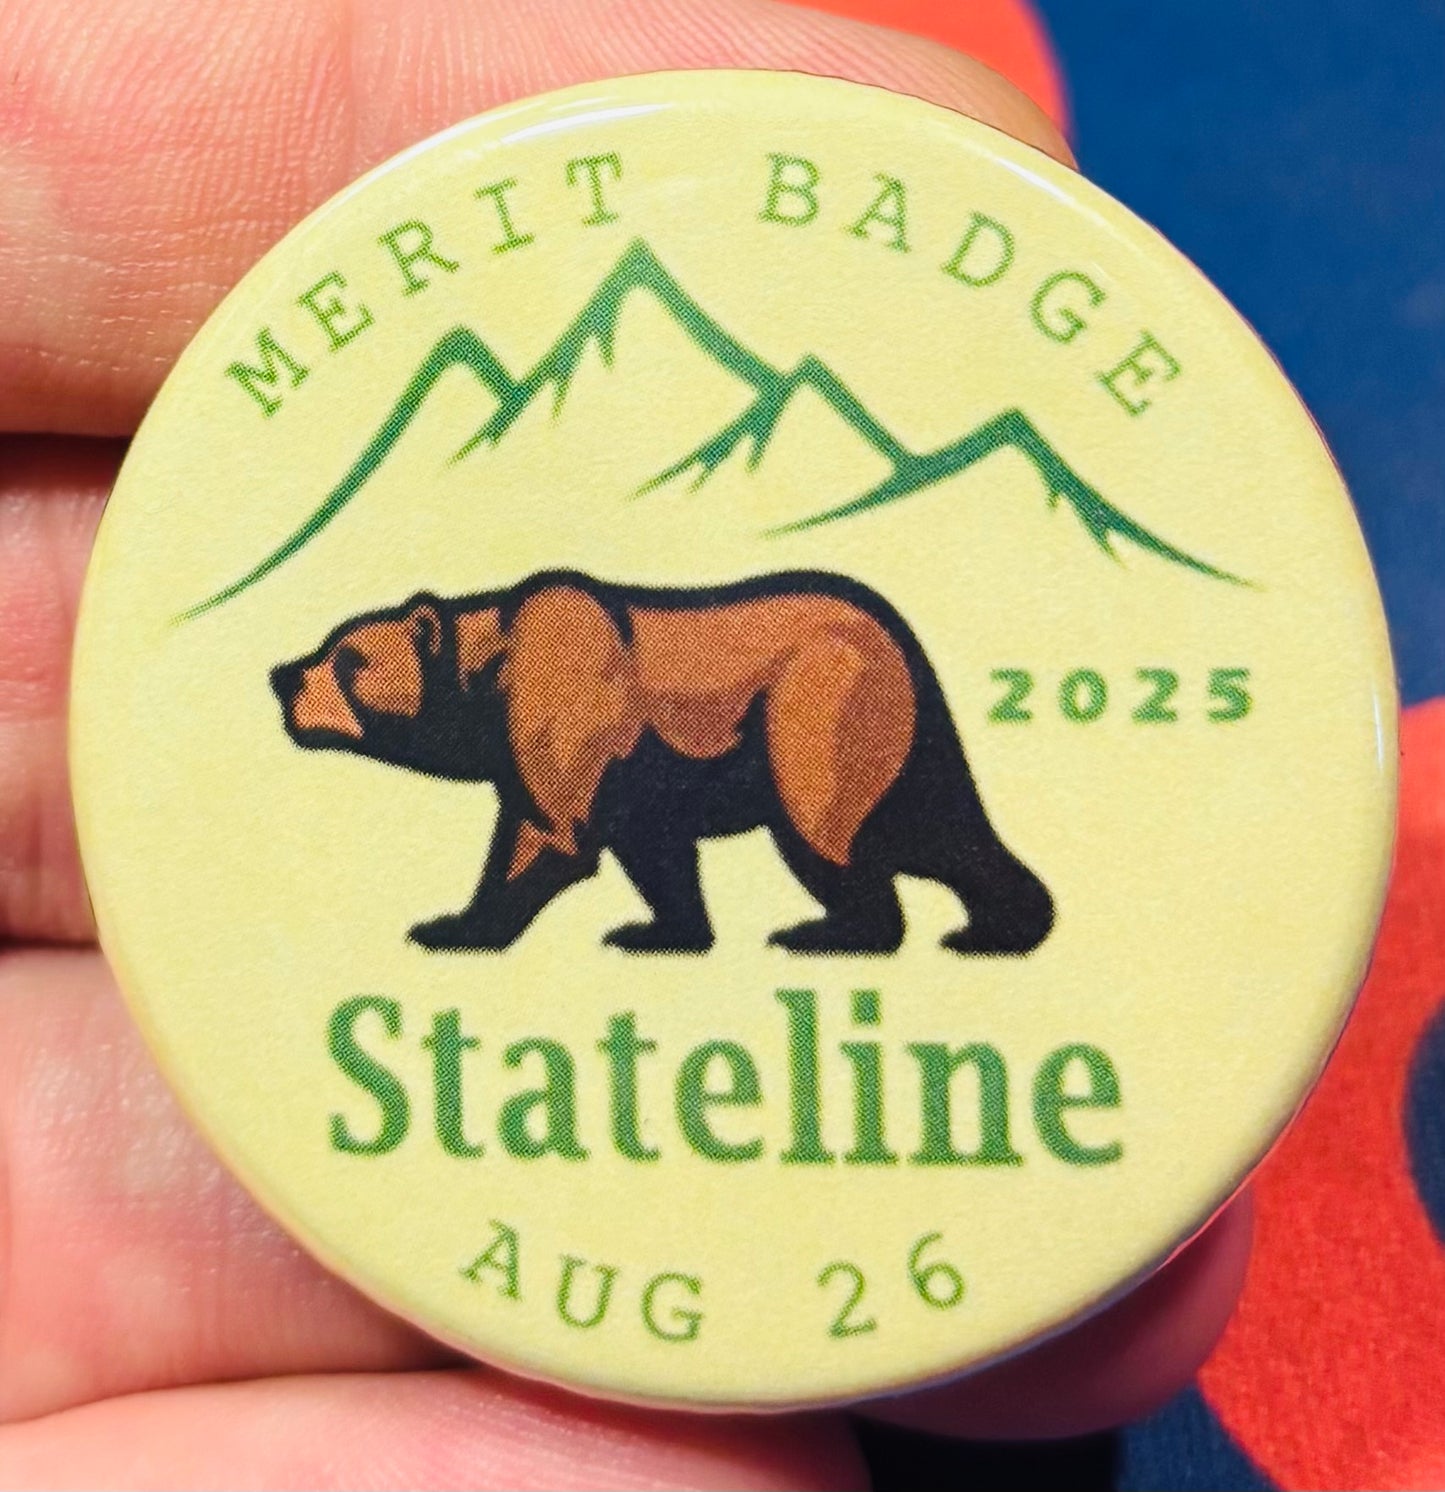 MERIT BADGE
2025
Stateline
AUG 26